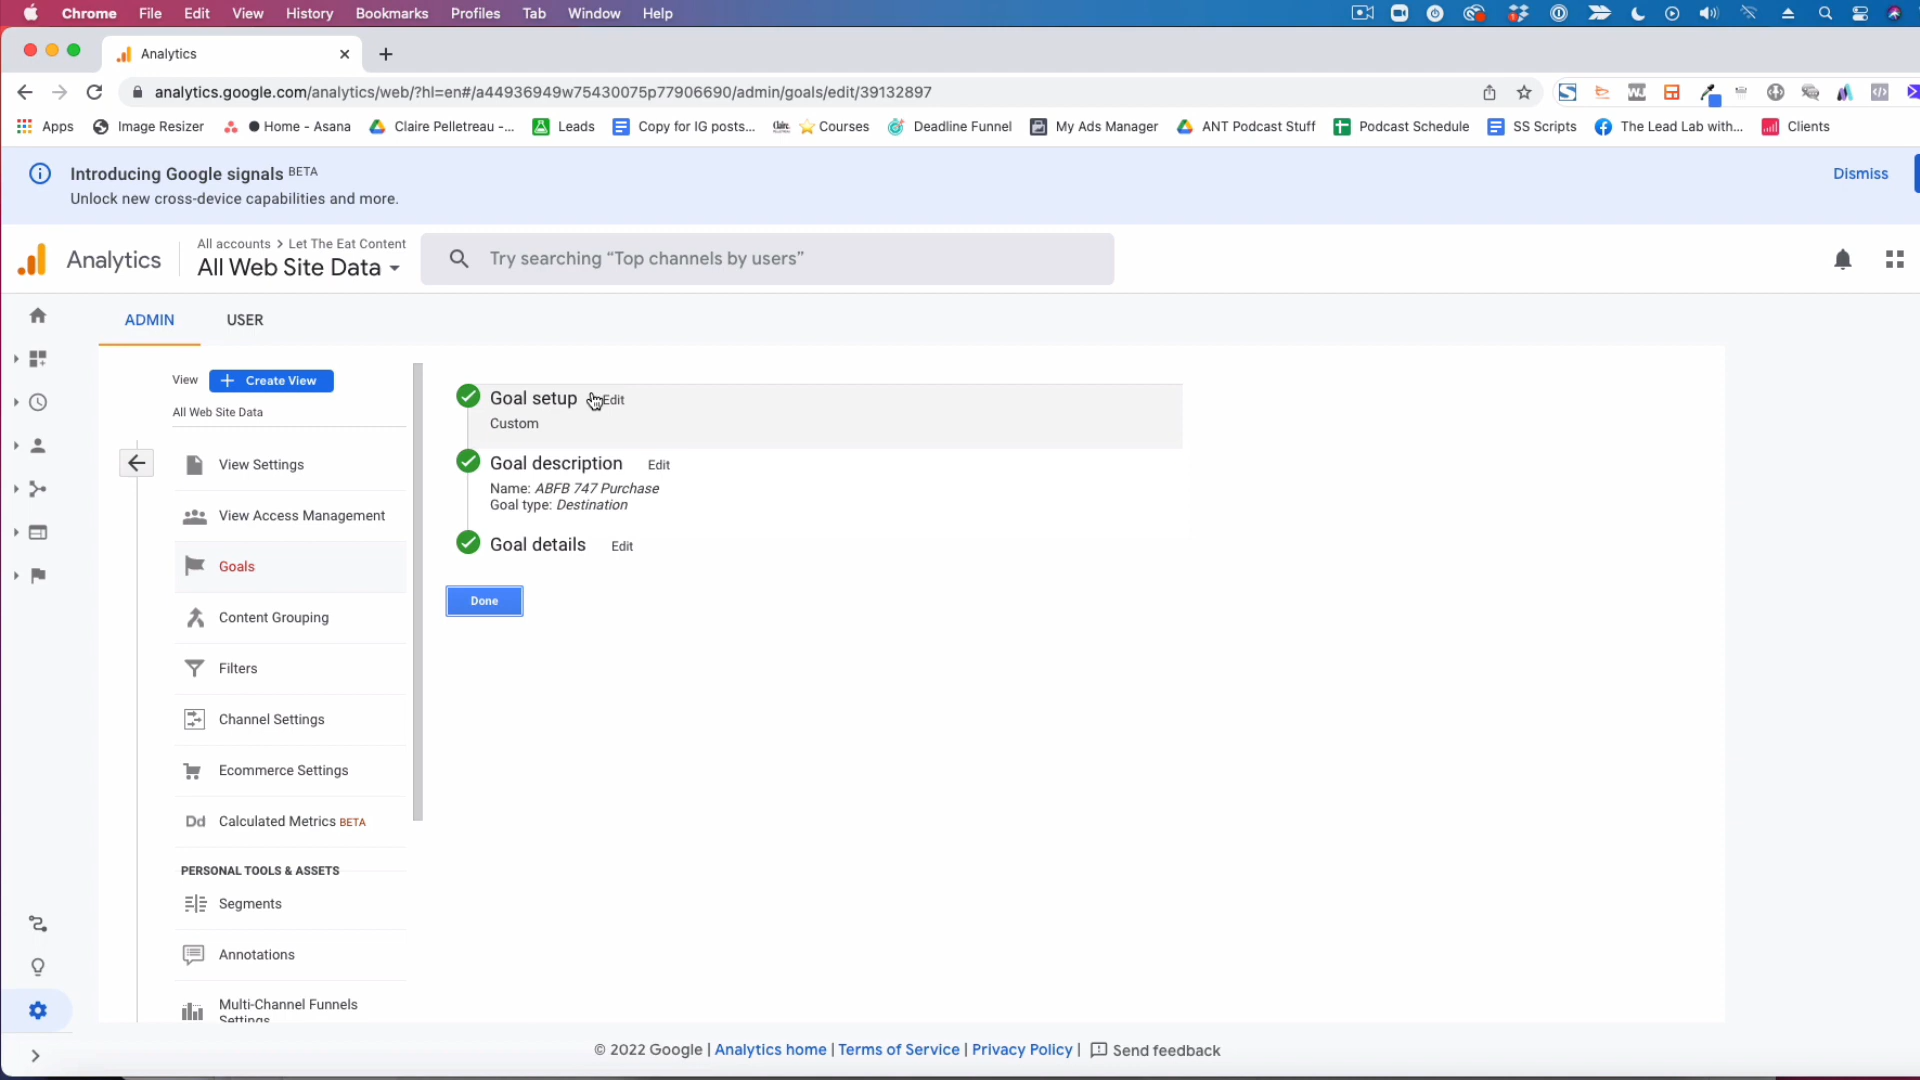 Chrome File Edit View History Bookmarks Profiles Tab Window Help
Analytics
analytics.google.com/analytics/web/?hl=en#/a44936949w75430075p77906690/admin/goals/edit/39132897
Apps Image Resizer Home - Asana Claire Pelletreau -... Leads Copy for IG posts... Courses Deadline Funnel My Ads Manager ANT Podcast Stuff Podcast Schedule SS Scripts The Lead Lab with... Clients
Introducing Google signals BETA
Dismiss
Unlock new cross-device capabilities and more.
Analytics
All accounts > Let The Eat Content
All Web Site Data
Try searching “Top channels by users”
ADMIN USER
View + Create View
All Web Site Data
View Settings
View Access Management
Goals
Content Grouping
Filters
Channel Settings
Ecommerce Settings
Dd Calculated Metrics BETA
PERSONAL TOOLS & ASSETS
Segments
Annotations
Multi-Channel Funnels
Settings
Goal setup Edit
Custom
Goal description Edit
Name: ABFB 747 Purchase
Goal type: Destination
Goal details Edit
Done
© 2022 Google | Analytics home | Terms of Service | Privacy Policy | Send feedback